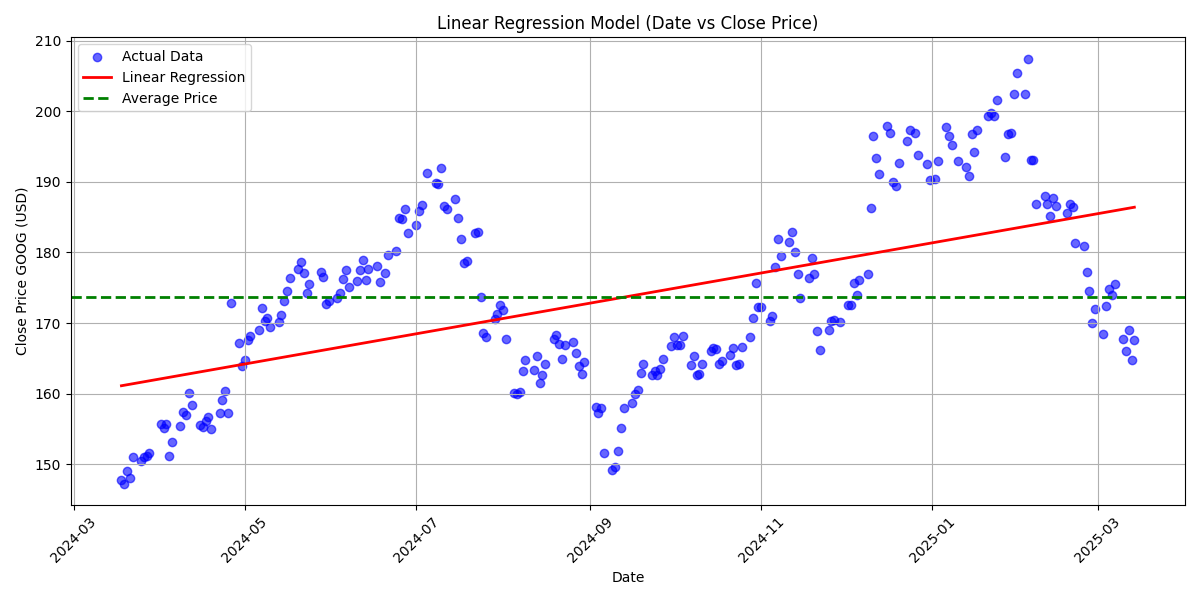 Linear Regression Model (Date vs Close Price)
Actual Data
Linear Regression
Average Price
Close Price GOOG (USD)
210
200
190
180
170
160
150
2024-03
2024-05
2024-07
2024-09
2024-11
2025-01
2025-03
Date